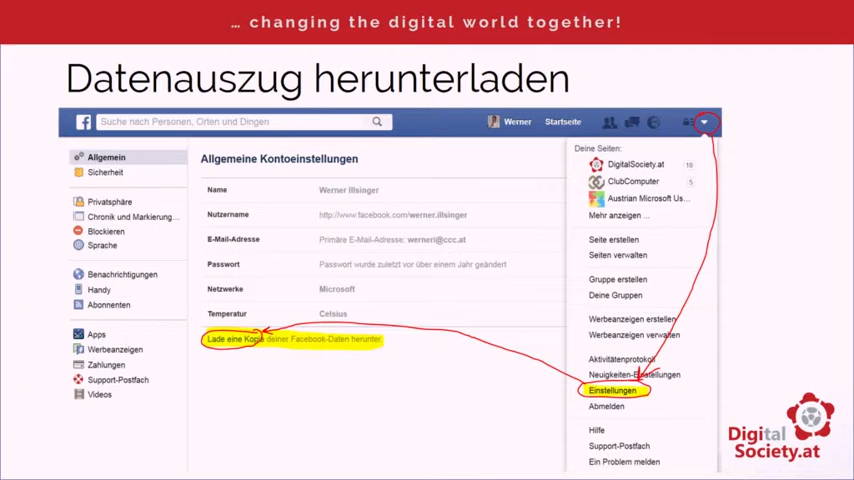 … changing the digital world together!
Datenauszug herunterladen
Suche nach Personen, Orten und Dingen
Werner
Startseite
Allgemein
Sicherheit
Privatsphäre
Chronik und Markierung...
Blockieren
Sprache
Benachrichtigungen
Handy
Abonnenten
Apps
Werbeanzeigen
Zahlungen
Support-Postfach
Videos
Allgemeine Kontoeinstellungen
Name Werner Illsinger
Nutzername http://www.facebook.com/werner.illsinger
E-Mail-Adresse Primäre E-Mail-Adresse: werneri@ccc.at
Passwort Passwort wurde zuletzt vor über einem Jahr geändert
Netzwerke Microsoft
Temperatur Celsius
Lade eine Kopie deiner Facebook-Daten herunter.
Deine Seiten:
DigitalSociety.at 18
ClubComputer 5
Austrian Microsoft Us...
Mehr anzeigen ...
Seite erstellen
Seiten verwalten
Gruppe erstellen
Deine Gruppen
Werbeanzeigen erstellen
Werbeanzeigen verwalten
Aktivitätenprotokoll
Neuigkeiten-Einstellungen
Einstellungen
Abmelden
Hilfe
Support-Postfach
Ein Problem melden
Digital
Society.at